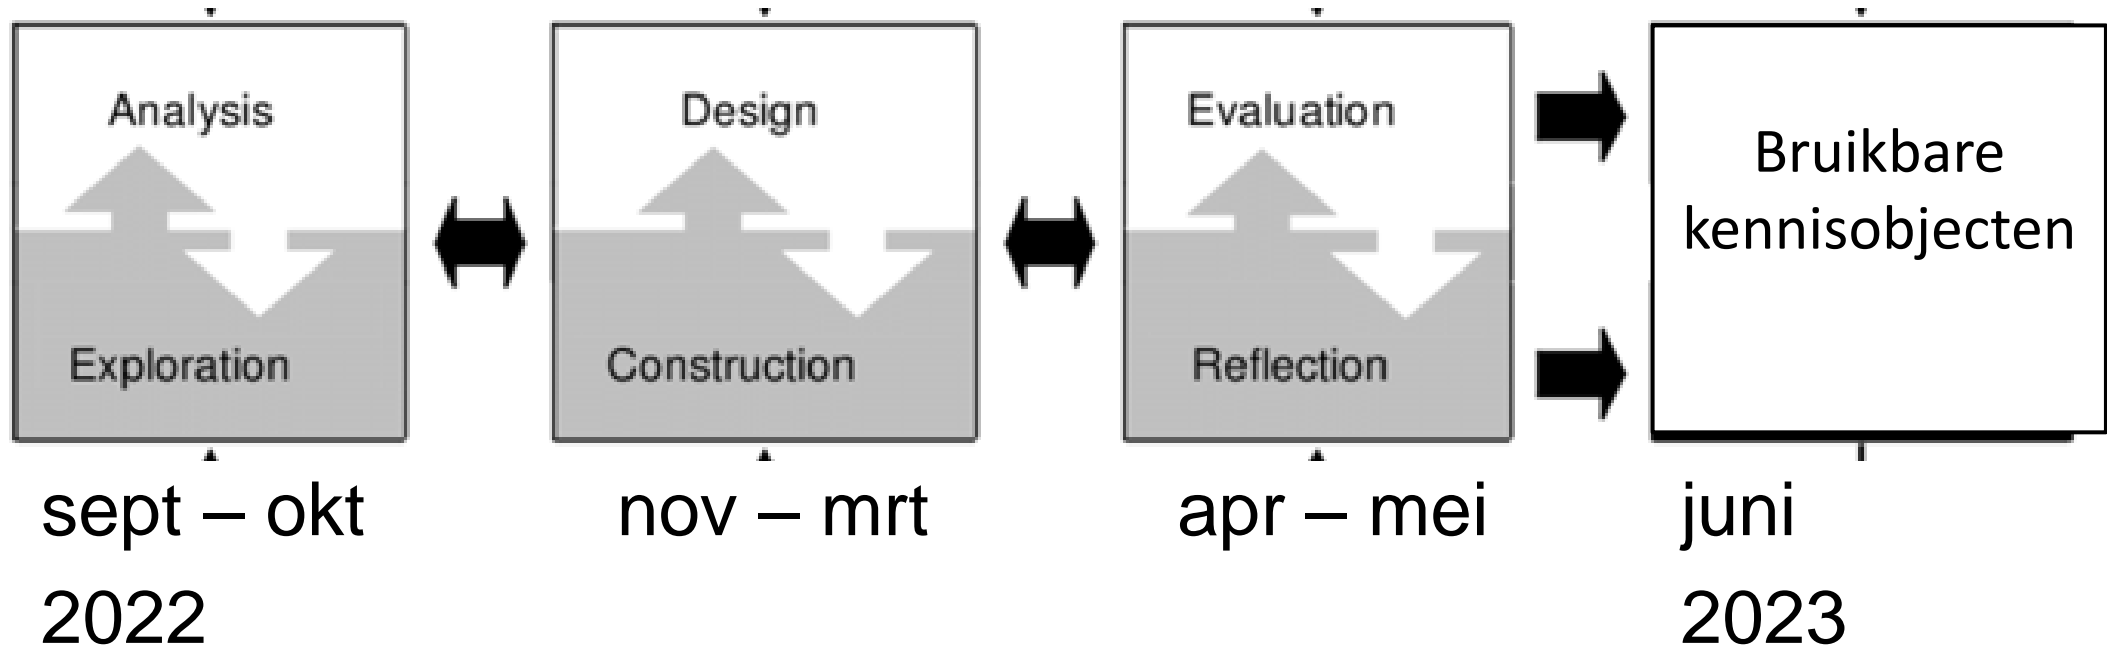 Analysis
Exploration
Design
Construction
Evaluation
Reflection
Bruikbare
kennisobjecten
sept – okt
nov – mrt
apr – mei
juni
2022
2023